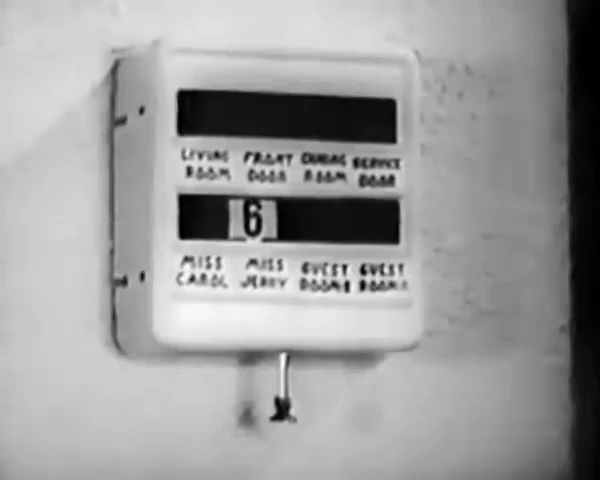 LIVING FRONT DINING SERVICE
ROOM DOOR ROOM DOOR
6
MISS MISS GUEST GUEST
CAROL JERRY ROOM ROOM